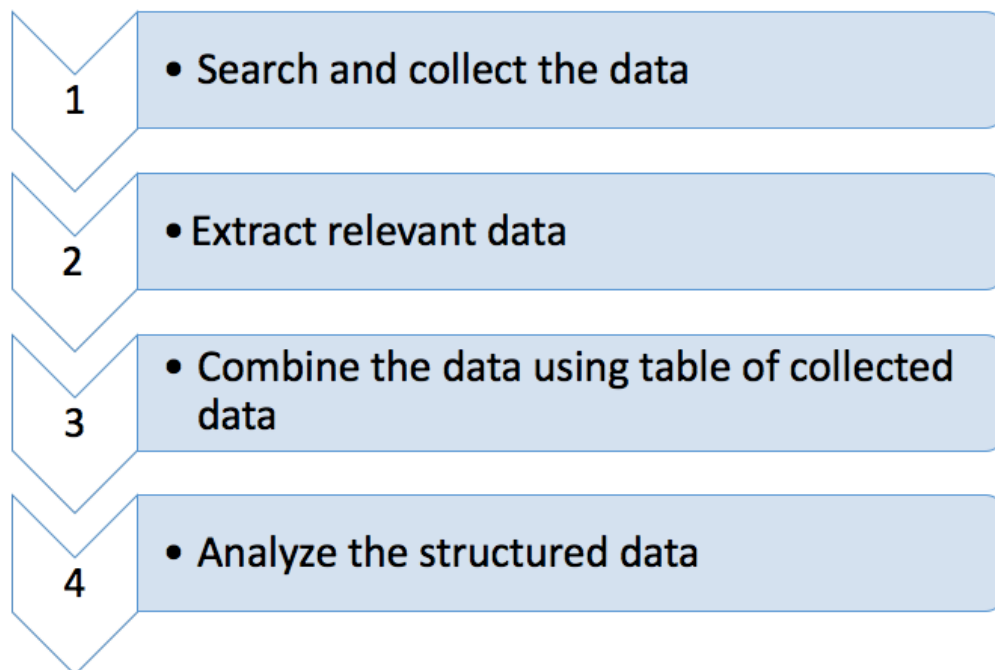 1
• Search and collect the data
2
• Extract relevant data
3
• Combine the data using table of collected
data
4
• Analyze the structured data